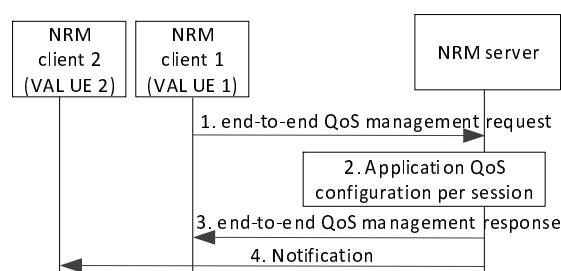 NRM
client 2
(VAL UE 2)
NRM
client 1
(VAL UE 1)
NRM server
1. end-to-end QoS management request
2. Application QoS
configuration per session
3. end-to-end QoS management response
4. Notification